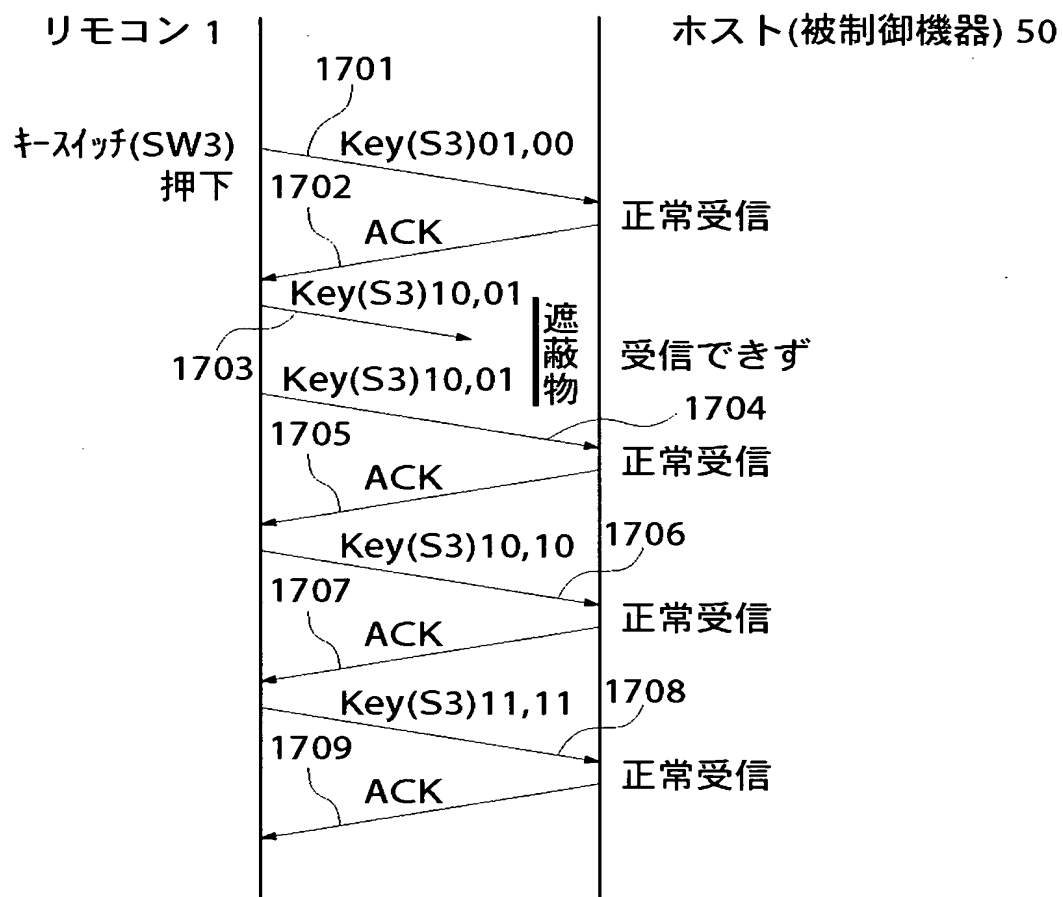 リモコン 1
ホスト(被制御機器) 50
1701
キースイッチ(SW3)
押下
Key(S3)01,00
1702
正常受信
ACK
Key(S3)10,01
遮蔽物
1703
受信できず
Key(S3)10,01
1704
1705
正常受信
ACK
Key(S3)10,10
1706
1707
正常受信
ACK
1708
Key(S3)11,11
1709
正常受信
ACK